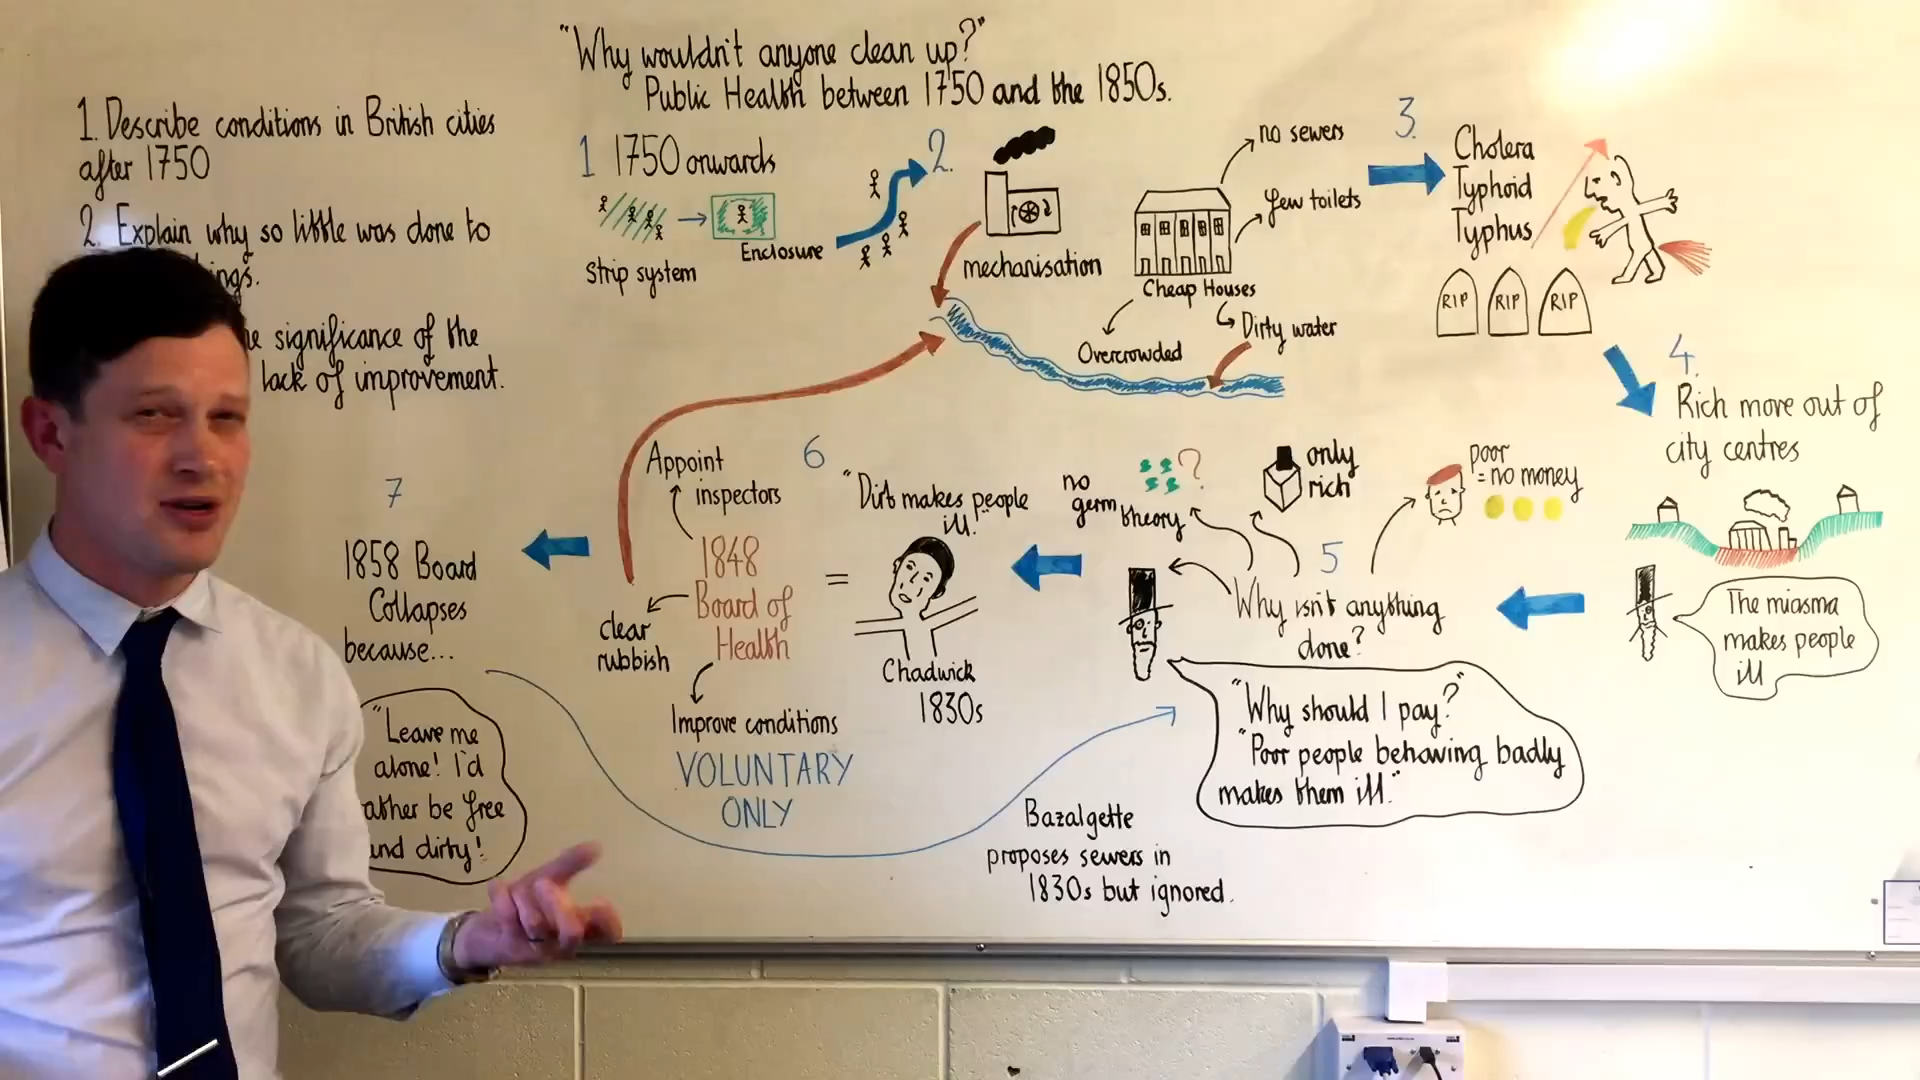 "Why wouldn't anyone clean up?"
Public Health between 1750 and the 1850s.
1. Describe conditions in British cities
after 1750
2. Explain why so little was done to
ings.
significance of the
lack of improvement.
1 1750 onwards
Strip system
Enclosure
2.
mechanisation
no sewers
few toilets
Cheap Houses
Overcrowded
Dirty water
3.
Cholera
Typhoid
Typhus
RIP
RIP
RIP
4.
Rich move out of
city centres
The miasma
makes people
ill
5
Why isn't anything
done?
no
germ
theory
?
only
rich
poor
= no money
"Why should I pay?"
"Poor people behaving badly
makes them ill."
6
"Dirt makes people
ill!"
Chadwick
1830s
=
1848
Board of
Health
Appoint
inspectors
clear
rubbish
Improve conditions
VOLUNTARY
ONLY
7
1858 Board
Collapses
because...
"Leave me
alone! I'd
ather be free
and dirty!
Bazalgette
proposes sewers in
1830s but ignored.